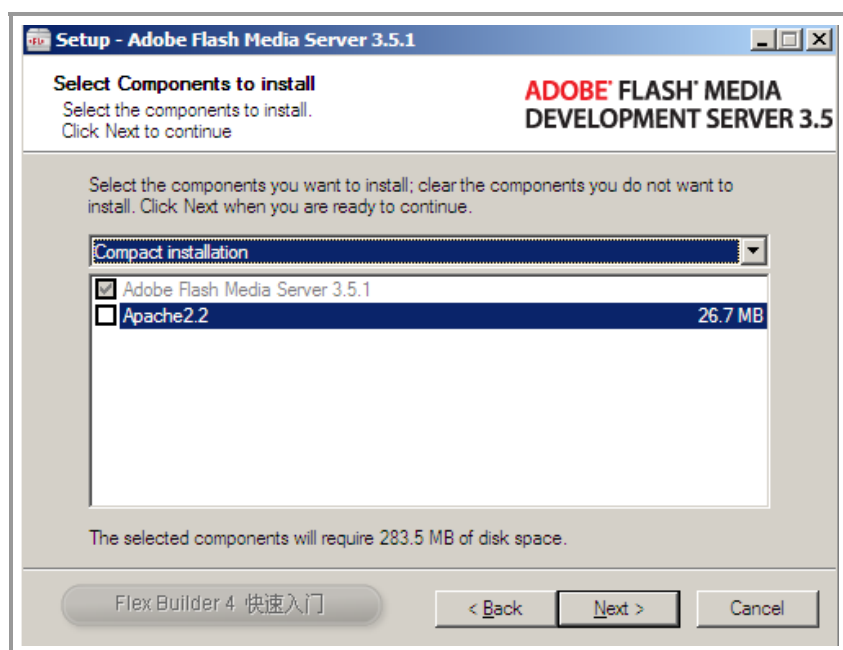 Setup - Adobe Flash Media Server 3.5.1
Select Components to install
Select the components to install.
Click Next to continue
ADOBE® FLASH® MEDIA
DEVELOPMENT SERVER 3.5
Select the components you want to install; clear the components you do not want to
install. Click Next when you are ready to continue.
Compact installation
Adobe Flash Media Server 3.5.1
Apache2.2 26.7 MB
The selected components will require 283.5 MB of disk space.
Flex Builder 4 快速入门
< Back Next > Cancel